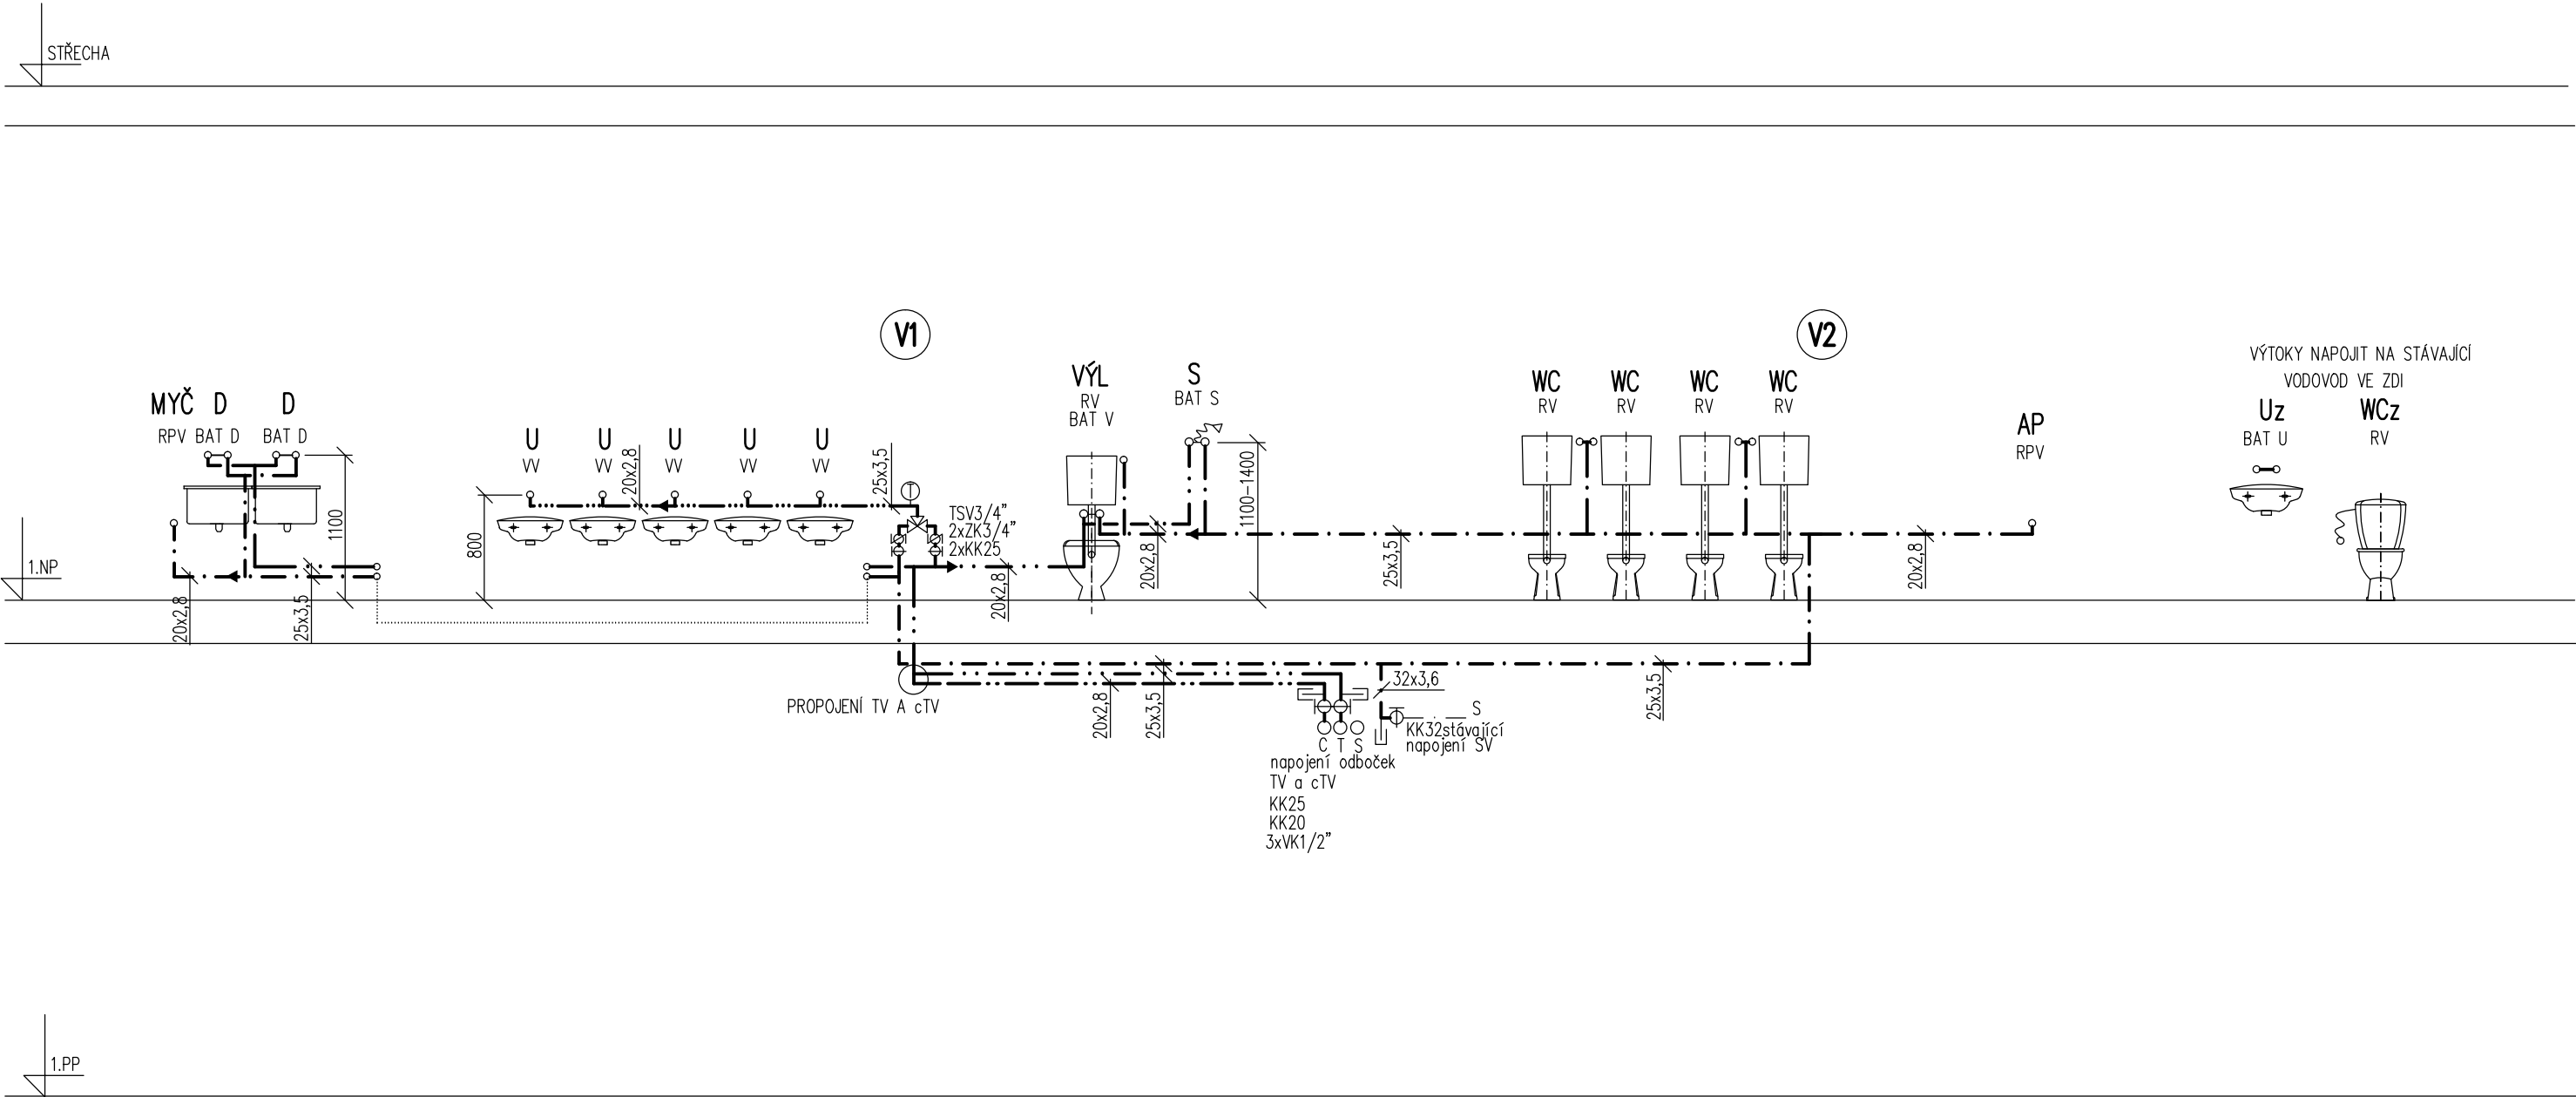 STŘECHA
V1
V2
VÝTOKY NAPOJIT NA STÁVAJÍCÍ
VODOVOD VE ZDI
MYČ D D
RPV BAT D BAT D
1100
U U U U U
VV VV VV VV VV
20x2,8
25x3,5
800
T
TSV3/4"
2xZK3/4"
2xKK25
VÝL
RV
BAT V
S
BAT S
1100-1400
WC WC WC WC
RV RV RV RV
AP
RPV
Uz
BAT U
WCz
RV
1.NP
20x2,8
25x3,5
20x2,8
20x2,8
25x3,5
20x2,8
PROPOJENÍ TV A cTV
20x2,8
25x3,5
32x3,6
25x3,5
S
KK32stávající
napojení SV
C T S
napojení odboček
TV a cTV
KK25
KK20
3xVK1/2"
1.PP